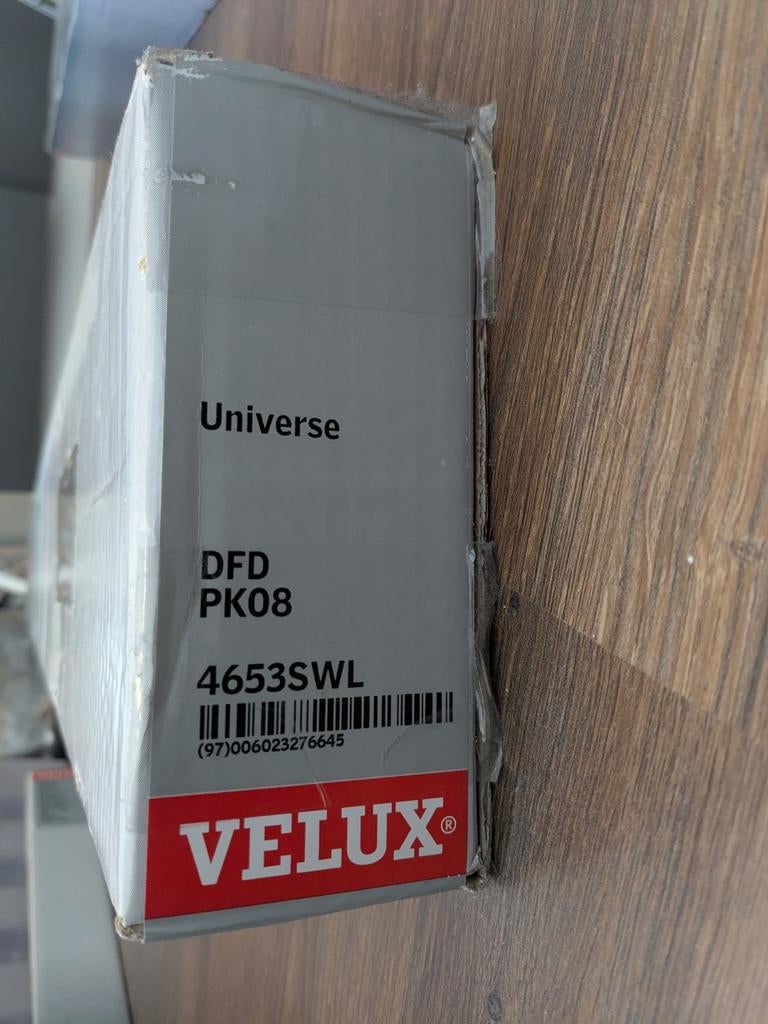 Universe
DFD
PK08
4653SWL
(97)006023276645
VELUX®